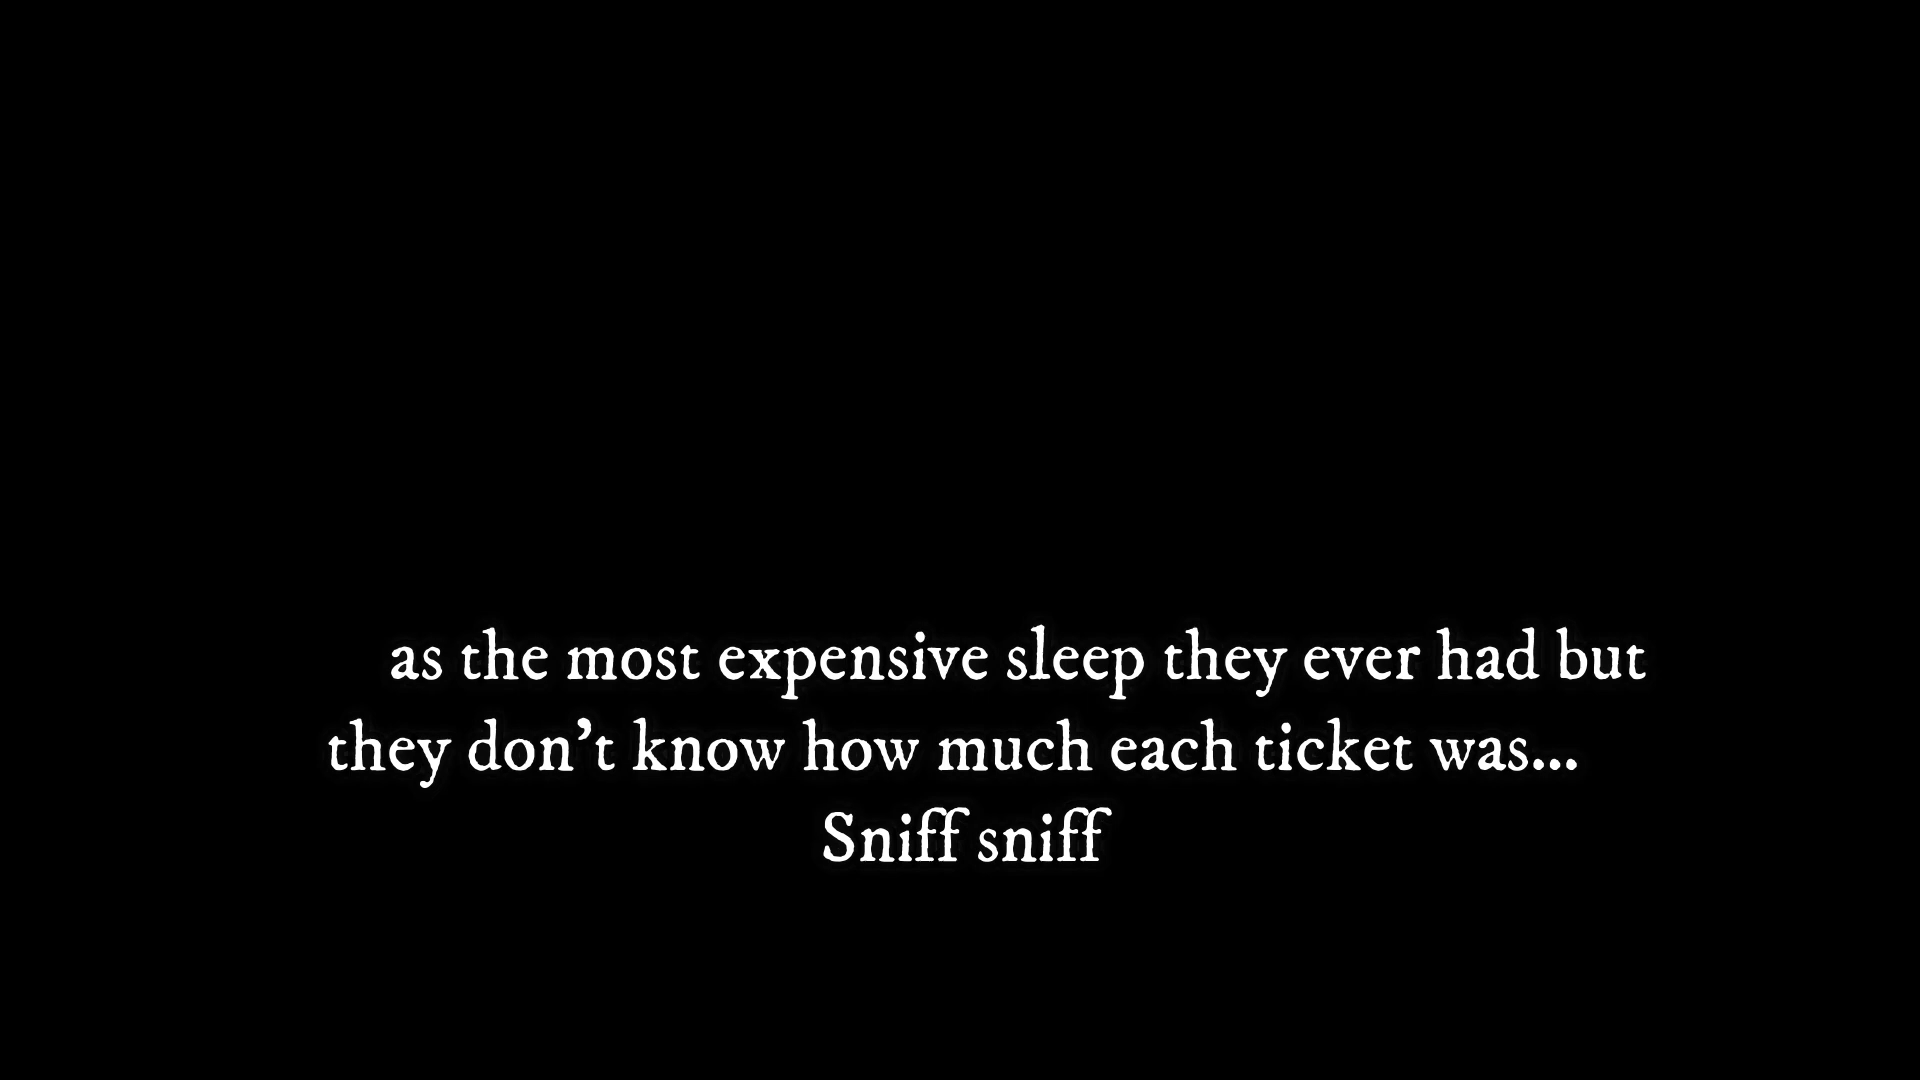 as the most expensive sleep they ever had but
they don’t know how much each ticket was...
Sniff sniff